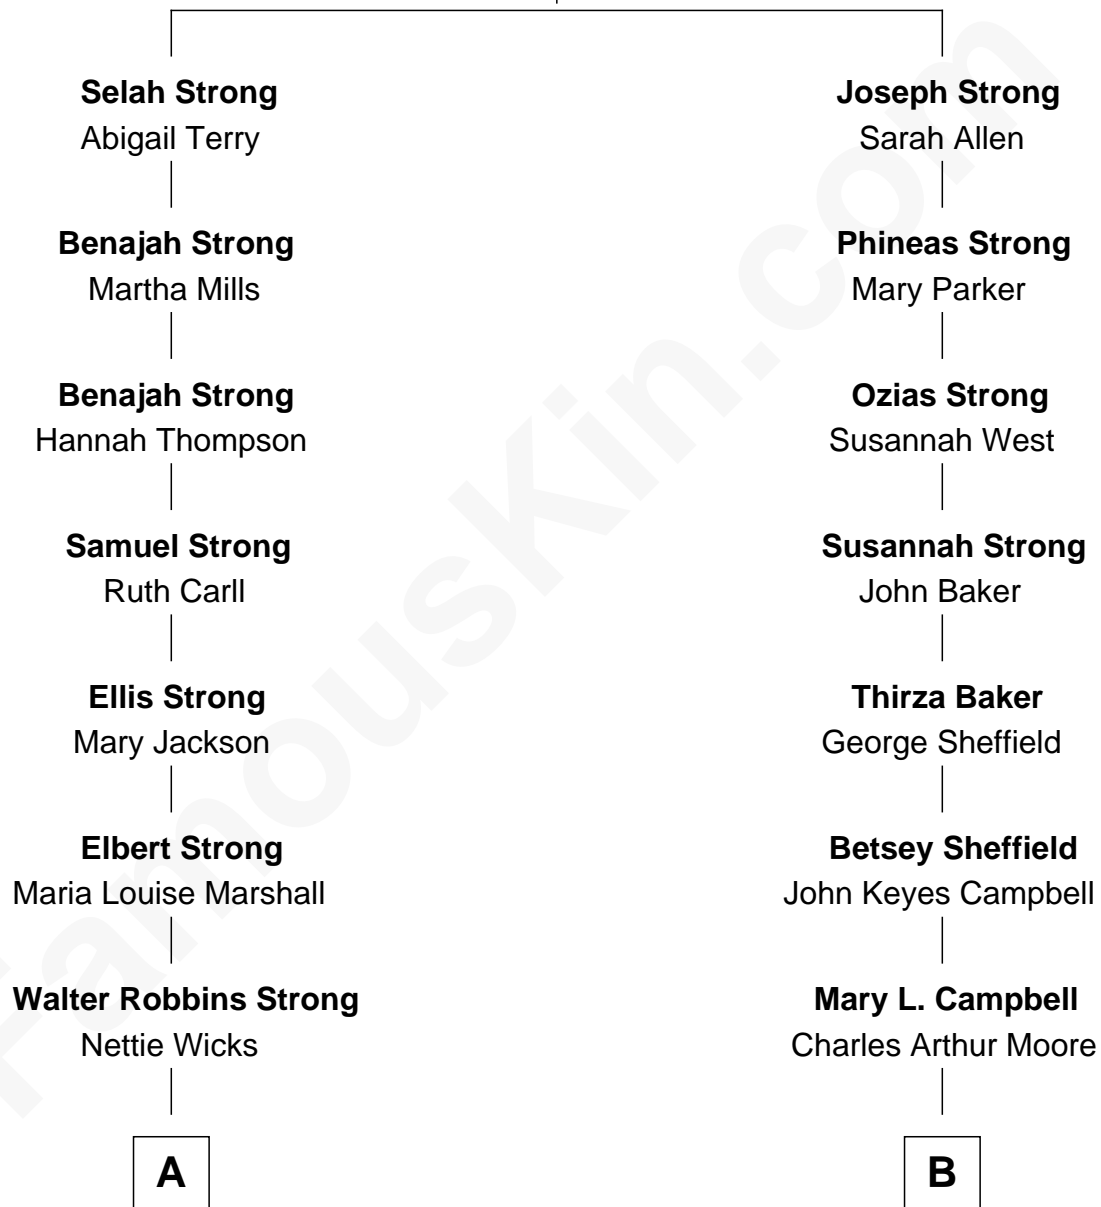 Selah Strong
Abigail Terry
Joseph Strong
Sarah Allen
Benajah Strong
Martha Mills
Phineas Strong
Mary Parker
Benajah Strong
Hannah Thompson
Ozias Strong
Susannah West
Samuel Strong
Ruth Carll
Susannah Strong
John Baker
Ellis Strong
Mary Jackson
Thirza Baker
George Sheffield
Elbert Strong
Maria Louise Marshall
Betsey Sheffield
John Keyes Campbell
Walter Robbins Strong
Nettie Wicks
Mary L. Campbell
Charles Arthur Moore
A
B
FamousKin.com